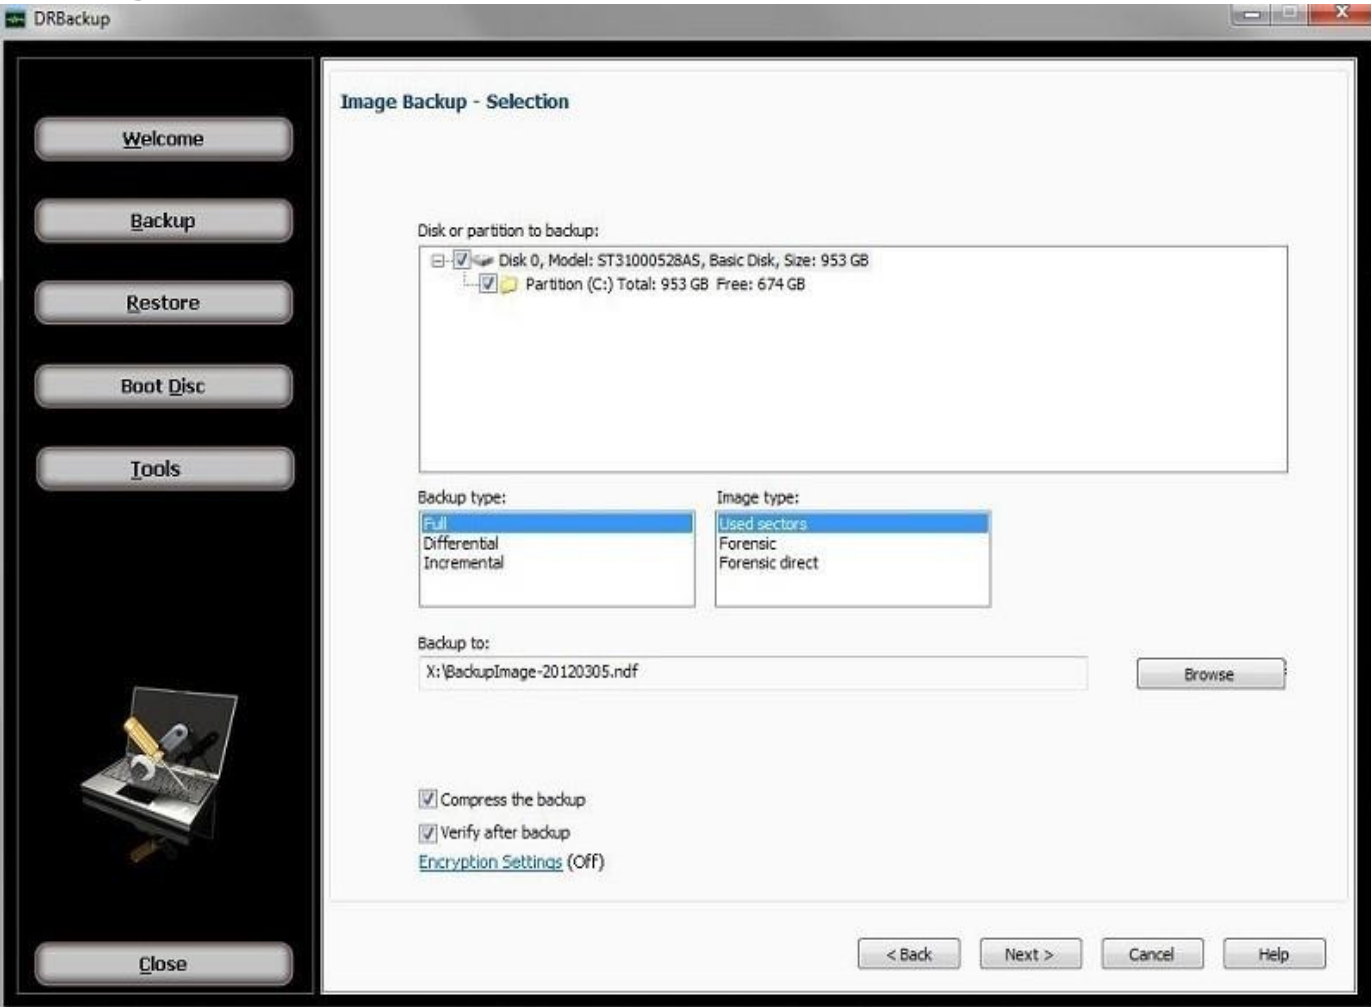 DRBackup
Welcome
Backup
Restore
Boot Disc
Tools
Close
Image Backup - Selection
Disk or partition to backup:
Disk 0, Model: ST31000528AS, Basic Disk, Size: 953 GB
Partition (C:) Total: 953 GB Free: 674 GB
Backup type:
Full
Differential
Incremental
Image type:
Used sectors
Forensic
Forensic direct
Backup to:
X:\BackupImage-20120305.ndf
Browse
Compress the backup
Verify after backup
Encryption Settings (Off)
< Back
Next >
Cancel
Help